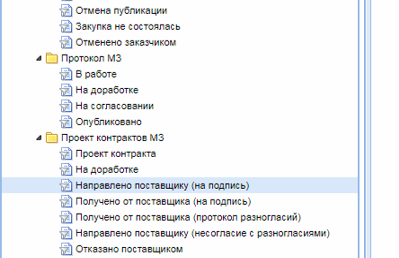 Отмена публикации
Закупка не состоялась
Отменено заказчиком
Протокол МЗ
В работе
На доработке
На согласовании
Опубликовано
Проект контрактов МЗ
Проект контракта
На доработке
Направлено поставщику (на подпись)
Получено от поставщика (на подпись)
Получено от поставщика (протокол разногласий)
Направлено поставщику (несогласие с разногласиями)
Отказано поставщиком